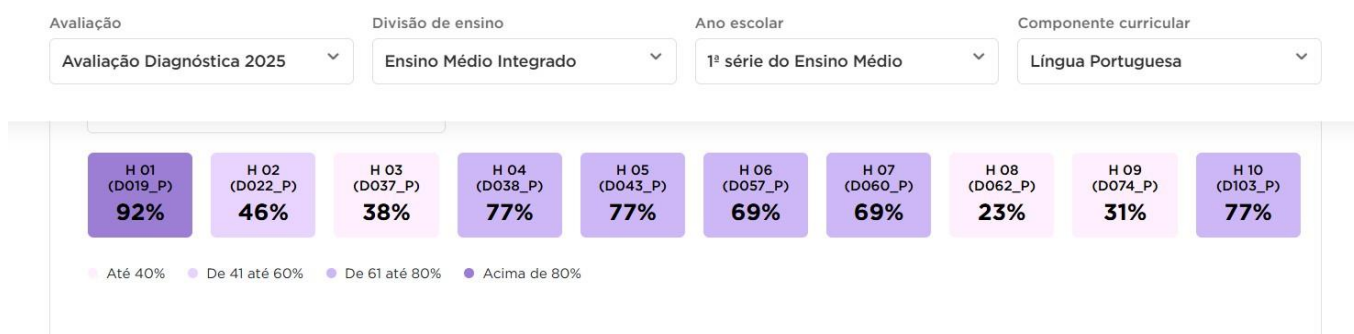 Avaliação Divisão de ensino Ano escolar Componente curricular
Avaliação Diagnóstica 2025 Ensino Médio Integrado 1ª série do Ensino Médio Língua Portuguesa
H 01 H 02 H 03 H 04 H 05 H 06 H 07 H 08 H 09 H 10
(D019_P) (D022_P) (D037_P) (D038_P) (D043_P) (D057_P) (D060_P) (D062_P) (D074_P) (D103_P)
92% 46% 38% 77% 77% 69% 69% 23% 31% 77%
Até 40% De 41 até 60% De 61 até 80% Acima de 80%